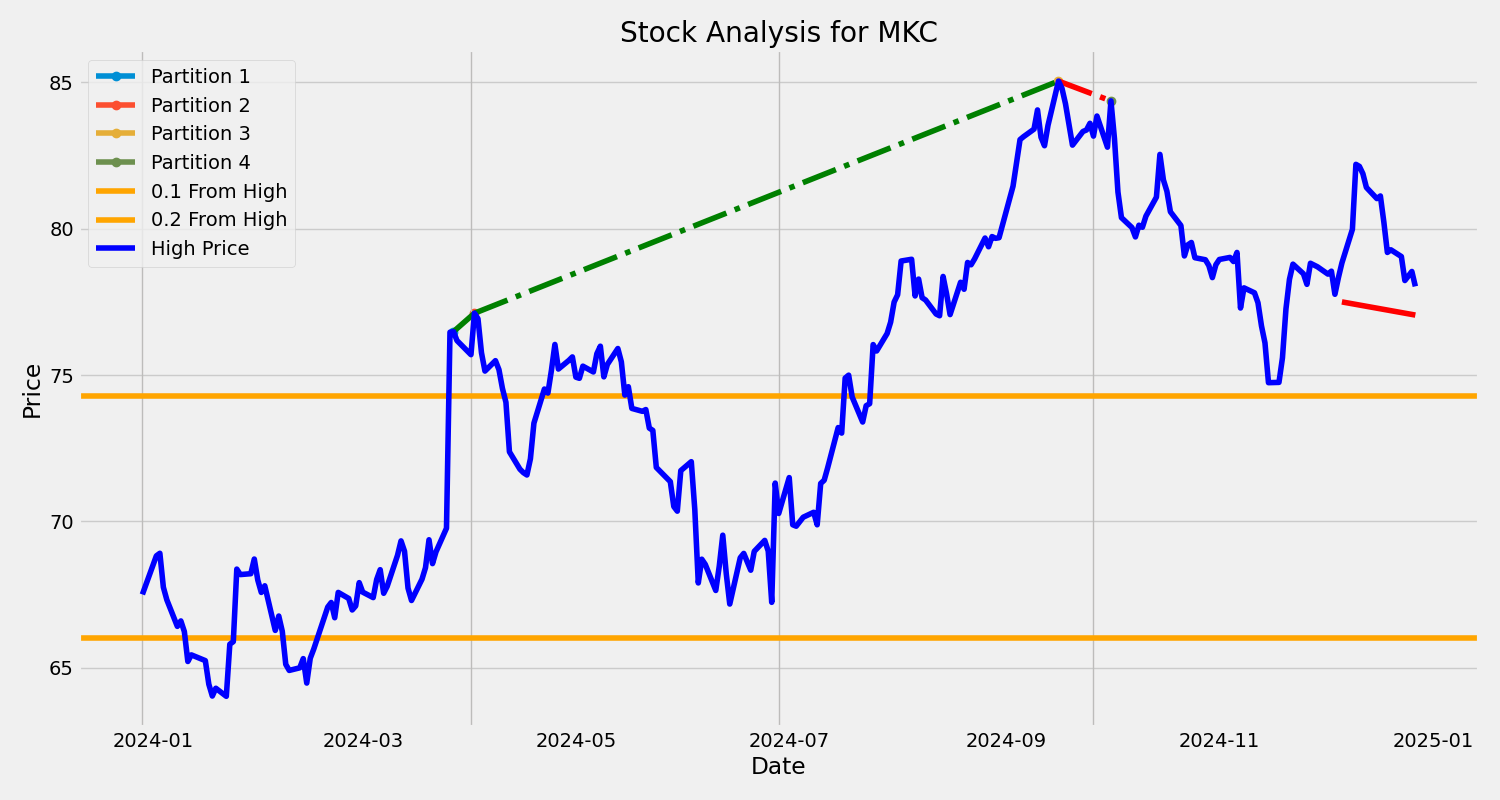 Stock Analysis for MKC
Partition 1
Partition 2
Partition 3
Partition 4
0.1 From High
0.2 From High
High Price
85
80
75
70
65
Price
2024-01 2024-03 2024-05 2024-07 2024-09 2024-11 2025-01
Date